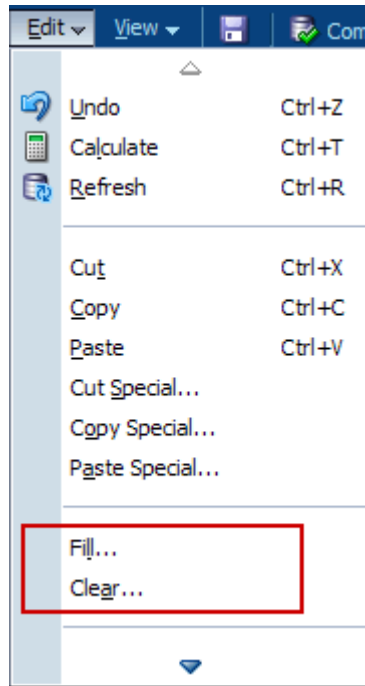 Edit View Com
Undo Ctrl+Z
Calculate Ctrl+T
Refresh Ctrl+R
Cut Ctrl+X
Copy Ctrl+C
Paste Ctrl+V
Cut Special...
Copy Special...
Paste Special...
Fill...
Clear...